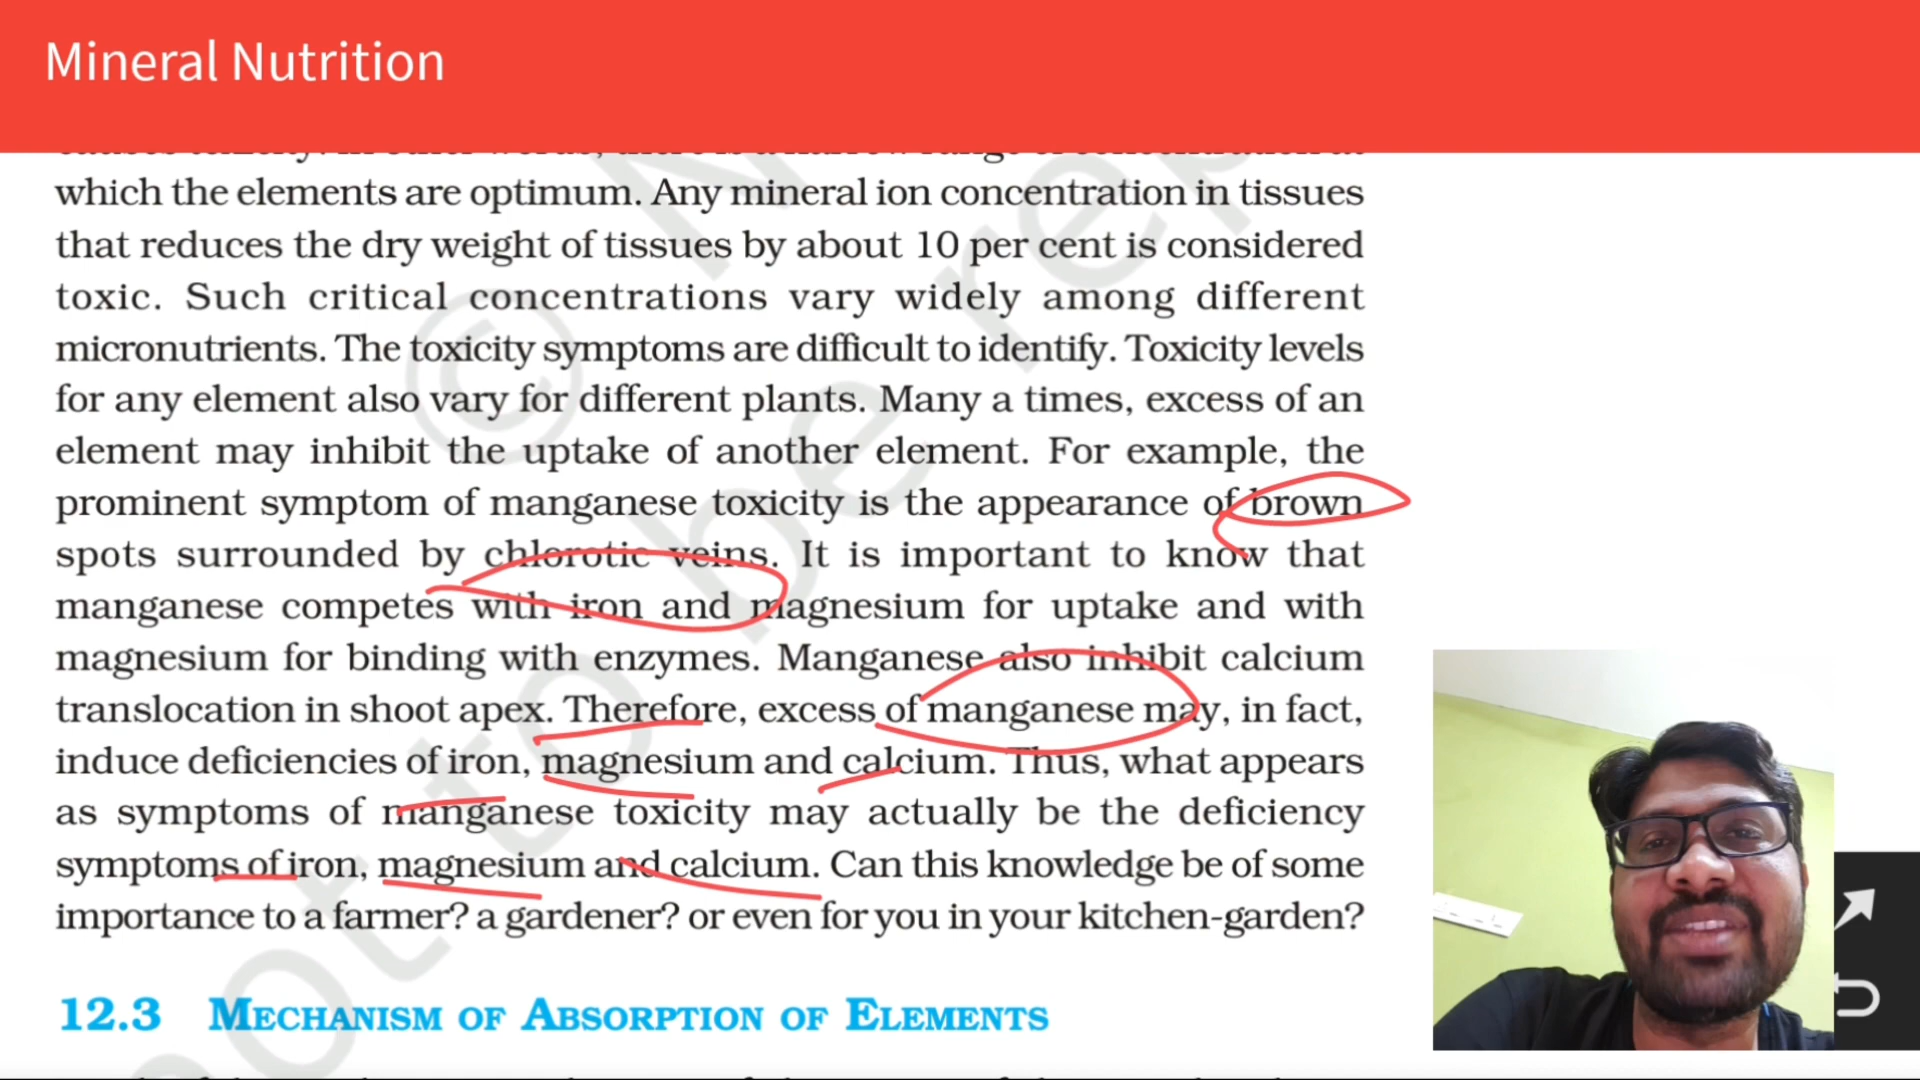 Mineral Nutrition
which the elements are optimum. Any mineral ion concentration in tissues
that reduces the dry weight of tissues by about 10 per cent is considered
toxic. Such critical concentrations vary widely among different
micronutrients. The toxicity symptoms are difficult to identify. Toxicity levels
for any element also vary for different plants. Many a times, excess of an
element may inhibit the uptake of another element. For example, the
prominent symptom of manganese toxicity is the appearance of brown
spots surrounded by chlorotic veins. It is important to know that
manganese competes with iron and magnesium for uptake and with
magnesium for binding with enzymes. Manganese also inhibit calcium
translocation in shoot apex. Therefore, excess of manganese may, in fact,
induce deficiencies of iron, magnesium and calcium. Thus, what appears
as symptoms of manganese toxicity may actually be the deficiency
symptoms of iron, magnesium and calcium. Can this knowledge be of some
importance to a farmer? a gardener? or even for you in your kitchen-garden?
12.3 MECHANISM OF ABSORPTION OF ELEMENTS